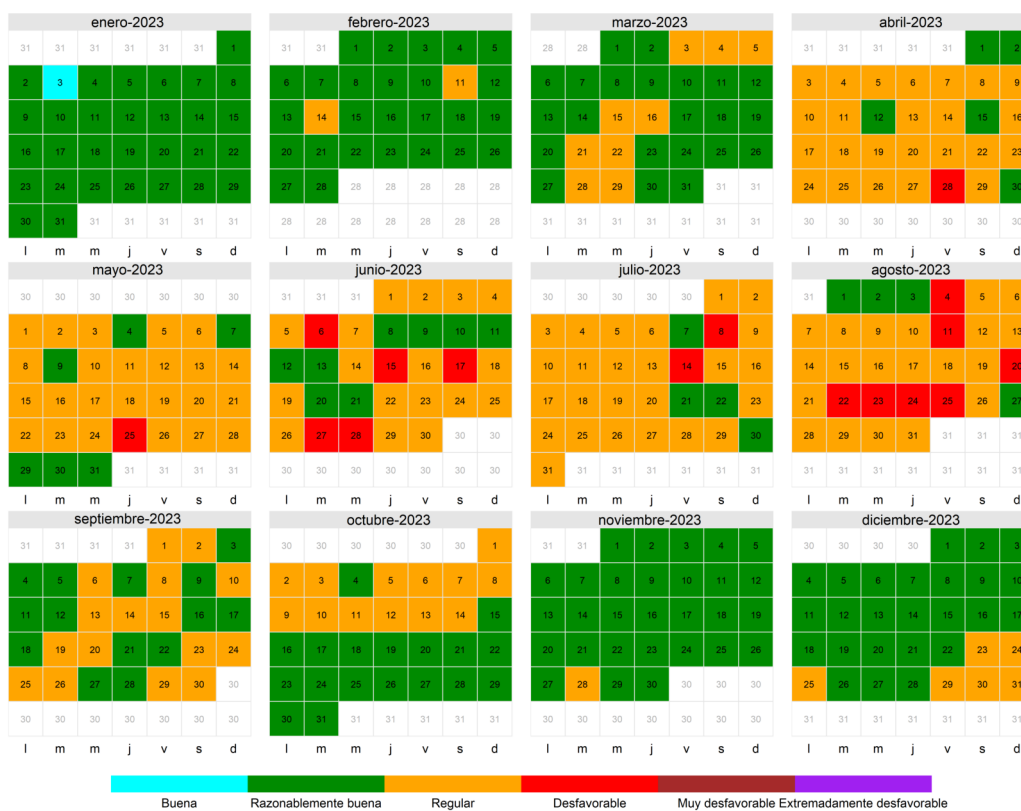 enero-2023
31 31 31 31 31 31 1
2 3 4 5 6 7 8
9 10 11 12 13 14 15
16 17 18 19 20 21 22
23 24 25 26 27 28 29
30 31 31 31 31 31 31
l m m j v s d
febrero-2023
31 31 1 2 3 4 5
6 7 8 9 10 11 12
13 14 15 16 17 18 19
20 21 22 23 24 25 26
27 28 28 28 28 28 28
28 28 28 28 28 28 28
l m m j v s d
marzo-2023
28 28 1 2 3 4 5
6 7 8 9 10 11 12
13 14 15 16 17 18 19
20 21 22 23 24 25 26
27 28 29 30 31 31 31
31 31 31 31 31 31 31
l m m j v s d
abril-2023
31 31 31 31 31 1 2
3 4 5 6 7 8 9
10 11 12 13 14 15 16
17 18 19 20 21 22 23
24 25 26 27 28 29 30
30 30 30 30 30 30 30
l m m j v s d
mayo-2023
30 30 30 30 30 30 30
1 2 3 4 5 6 7
8 9 10 11 12 13 14
15 16 17 18 19 20 21
22 23 24 25 26 27 28
29 30 31 31 31 31 31
l m m j v s d
junio-2023
31 31 31 1 2 3 4
5 6 7 8 9 10 11
12 13 14 15 16 17 18
19 20 21 22 23 24 25
26 27 28 29 30 30 30
30 30 30 30 30 30 30
l m m j v s d
julio-2023
30 30 30 30 30 1 2
3 4 5 6 7 8 9
10 11 12 13 14 15 16
17 18 19 20 21 22 23
24 25 26 27 28 29 30
31 31 31 31 31 31 31
l m m j v s d
agosto-2023
31 1 2 3 4 5 6
7 8 9 10 11 12 13
14 15 16 17 18 19 20
21 22 23 24 25 26 27
28 29 30 31 31 31 31
31 31 31 31 31 31 31
l m m j v s d
septiembre-2023
31 31 31 31 1 2 3
4 5 6 7 8 9 10
11 12 13 14 15 16 17
18 19 20 21 22 23 24
25 26 27 28 29 30 30
30 30 30 30 30 30 30
l m m j v s d
octubre-2023
30 30 30 30 30 30 1
2 3 4 5 6 7 8
9 10 11 12 13 14 15
16 17 18 19 20 21 22
23 24 25 26 27 28 29
30 31 31 31 31 31 31
l m m j v s d
noviembre-2023
31 31 1 2 3 4 5
6 7 8 9 10 11 12
13 14 15 16 17 18 19
20 21 22 23 24 25 26
27 28 29 30 30 30 30
30 30 30 30 30 30 30
l m m j v s d
diciembre-2023
30 30 30 30 1 2 3
4 5 6 7 8 9 10
11 12 13 14 15 16 17
18 19 20 21 22 23 24
25 26 27 28 29 30 31
31 31 31 31 31 31 31
l m m j v s d
Buena Razonablemente buena Regular Desfavorable Muy desfavorable Extremadamente desfavorable